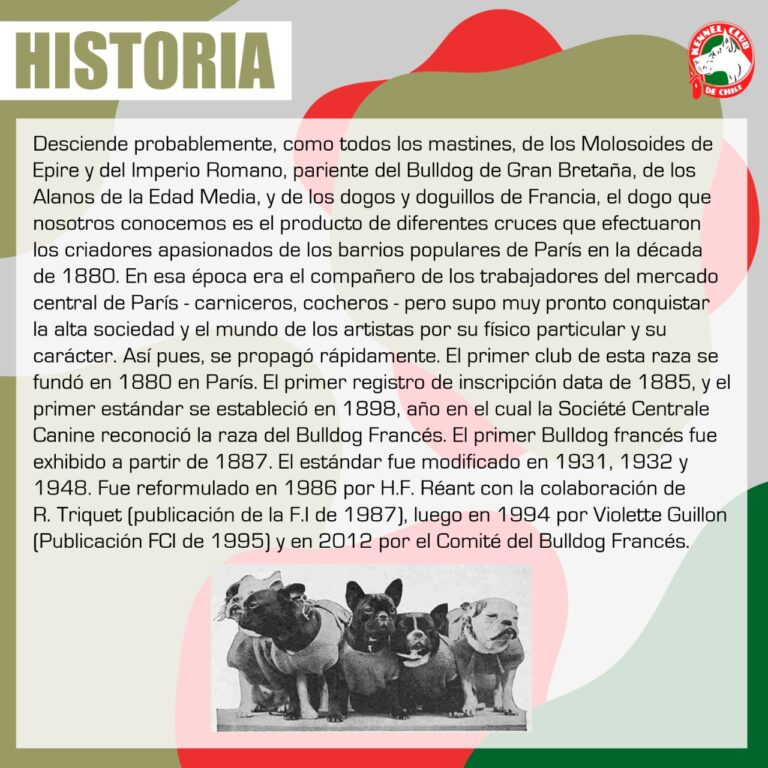 HISTORIA
KENNEL CLUB
DE CHILE
Desciende probablemente, como todos los mastines, de los Molosoides de
Epire y del Imperio Romano, pariente del Bulldog de Gran Bretaña, de los
Alanos de la Edad Media, y de los dogos y doguillos de Francia, el dogo que
nosotros conocemos es el producto de diferentes cruces que efectuaron
los criadores apasionados de los barrios populares de París en la década
de 1880. En esa época era el compañero de los trabajadores del mercado
central de París - carniceros, cocheros - pero supo muy pronto conquistar
la alta sociedad y el mundo de los artistas por su físico particular y su
carácter. Así pues, se propagó rápidamente. El primer club de esta raza se
fundó en 1880 en París. El primer registro de inscripción data de 1885, y el
primer estándar se estableció en 1898, año en el cual la Société Centrale
Canine reconoció la raza del Bulldog Francés. El primer Bulldog francés fue
exhibido a partir de 1887. El estándar fue modificado en 1931, 1932 y
1948. Fue reformulado en 1986 por H.F. Réant con la colaboración de
R. Triquet (publicación de la F.I de 1987), luego en 1994 por Violette Guillon
(Publicación FCI de 1995) y en 2012 por el Comité del Bulldog Francés.